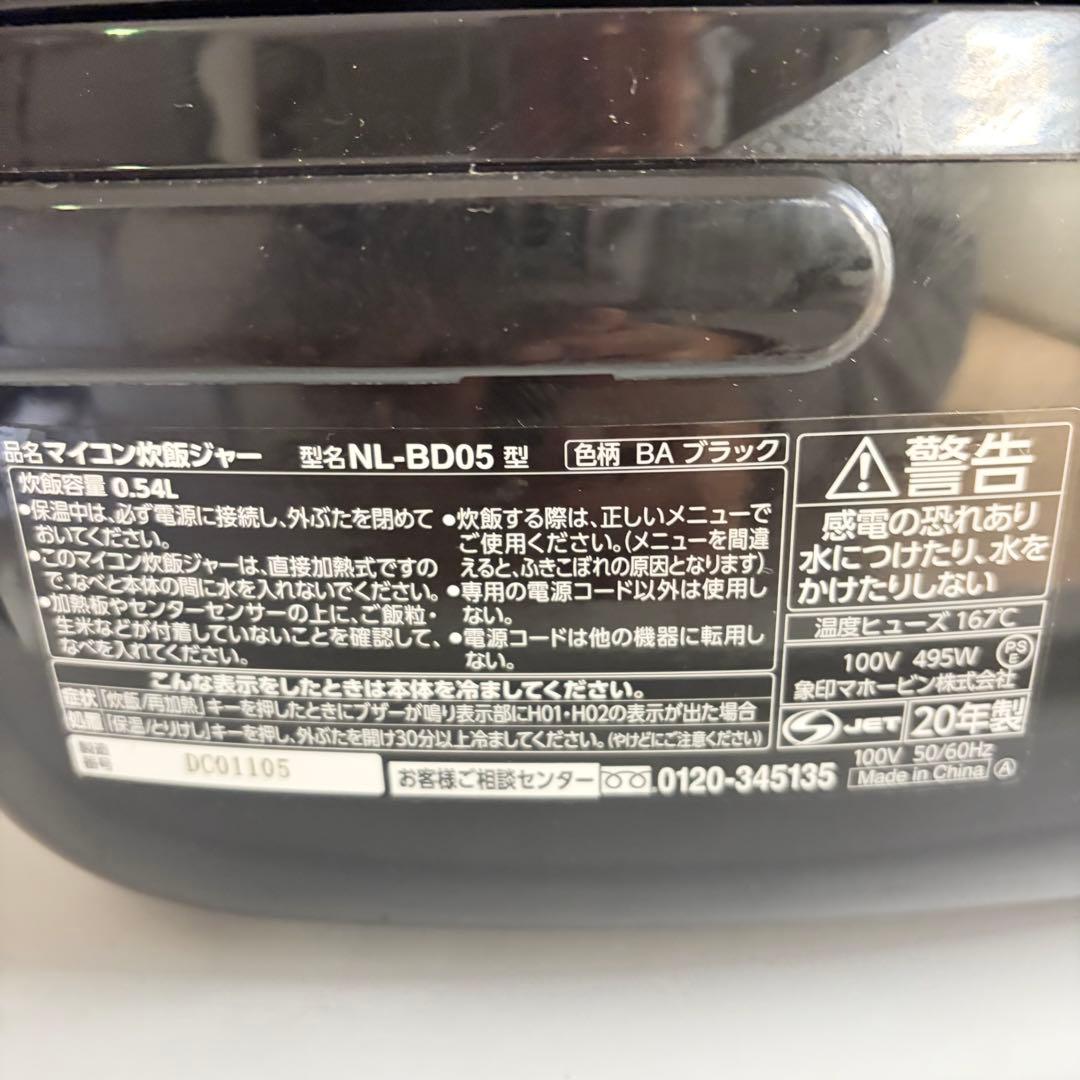 品名 マイコン炊飯ジャー 型名 NL-BD05 型 色柄 BA ブラック
炊飯容量 0.54L
●保温中は、必ず電源に接続し、外ぶたを閉めて
おいてください。
●このマイコン炊飯ジャーは、直接加熱式ですの
で、なべと本体の間に水を入れないでください。
●加熱板やセンターセンサーの上に、ご飯粒・
生米などが付着していないことを確認して、
なべを入れてください。
●炊飯する際は、正しいメニューで
ご使用ください。(メニューを間違
えると、ふきこぼれの原因となります)
●専用の電源コード以外は使用し
ない。
●電源コードは他の機器に転用し
ない。
こんな表示をしたときは本体を冷ましてください。
症状 「炊飯/再加熱」キーを押したときにブザーが鳴り表示部にH01・H02の表示が出た場合
処置 「保温/とりけし」キーを押し、外ぶたを開け30分以上冷ましてください。(やけどにご注意ください)
製造
番号 DC01105
お客様ご相談センター 0120-345135
警告
感電の恐れあり
水につけたり、水を
かけたりしない
温度ヒューズ 167℃
100V 495W PSE
象印マホービン株式会社
S JET 20年製
100V 50/60Hz
Made in China A